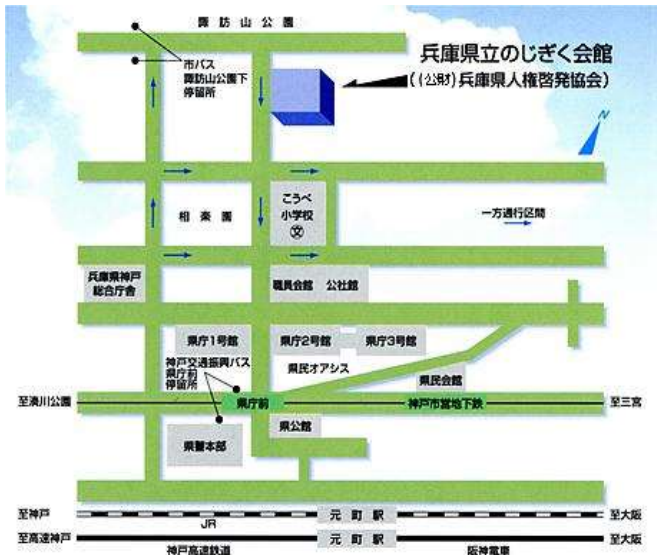 諏訪山公園
市バス
諏訪山公園下
停留所
兵庫県立のじぎく会館
((公財)兵庫県人権啓発協会)
こうべ
小学校
文
相楽園
一方通行区間
兵庫県神戸
総合庁舎
職員会館 公社館
県庁1号館
県庁2号館
県庁3号館
神戸交通振興バス
県庁前
停留所
県民オアシス
県民会館
至湊川公園
県庁前
神戸市営地下鉄
至三宮
県警本部
県公館
至神戸
JR
元町駅
至大阪
至高速神戸
神戸高速鉄道
元町駅
阪神電車
至大阪